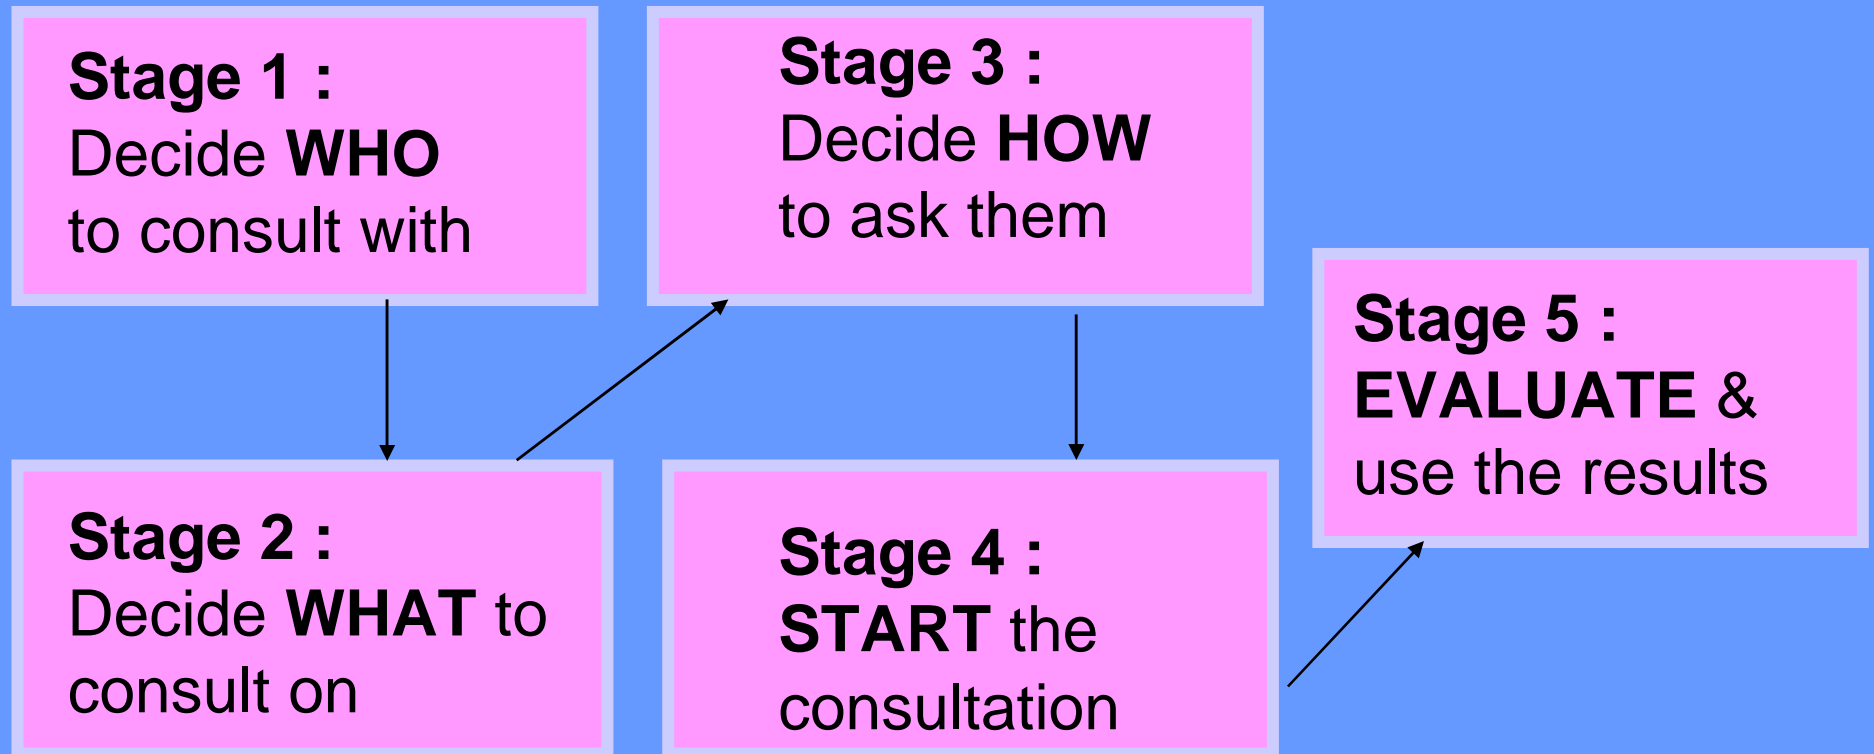 Stage 1 :
Decide WHO
to consult with
Stage 2 :
Decide WHAT to
consult on
Stage 3 :
Decide HOW
to ask them
Stage 4 :
START the
consultation
Stage 5 :
EVALUATE &
use the results